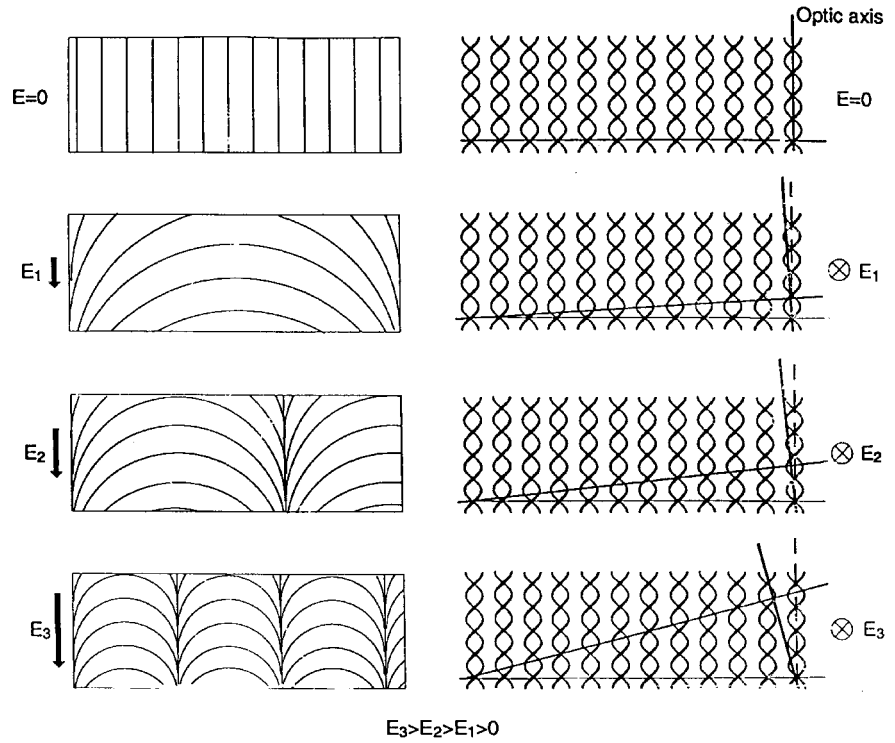 Optic axis
E=0
E=0
E₁
⊗ E₁
E₂
⊗ E₂
E₃
⊗ E₃
E₃>E₂>E₁>0